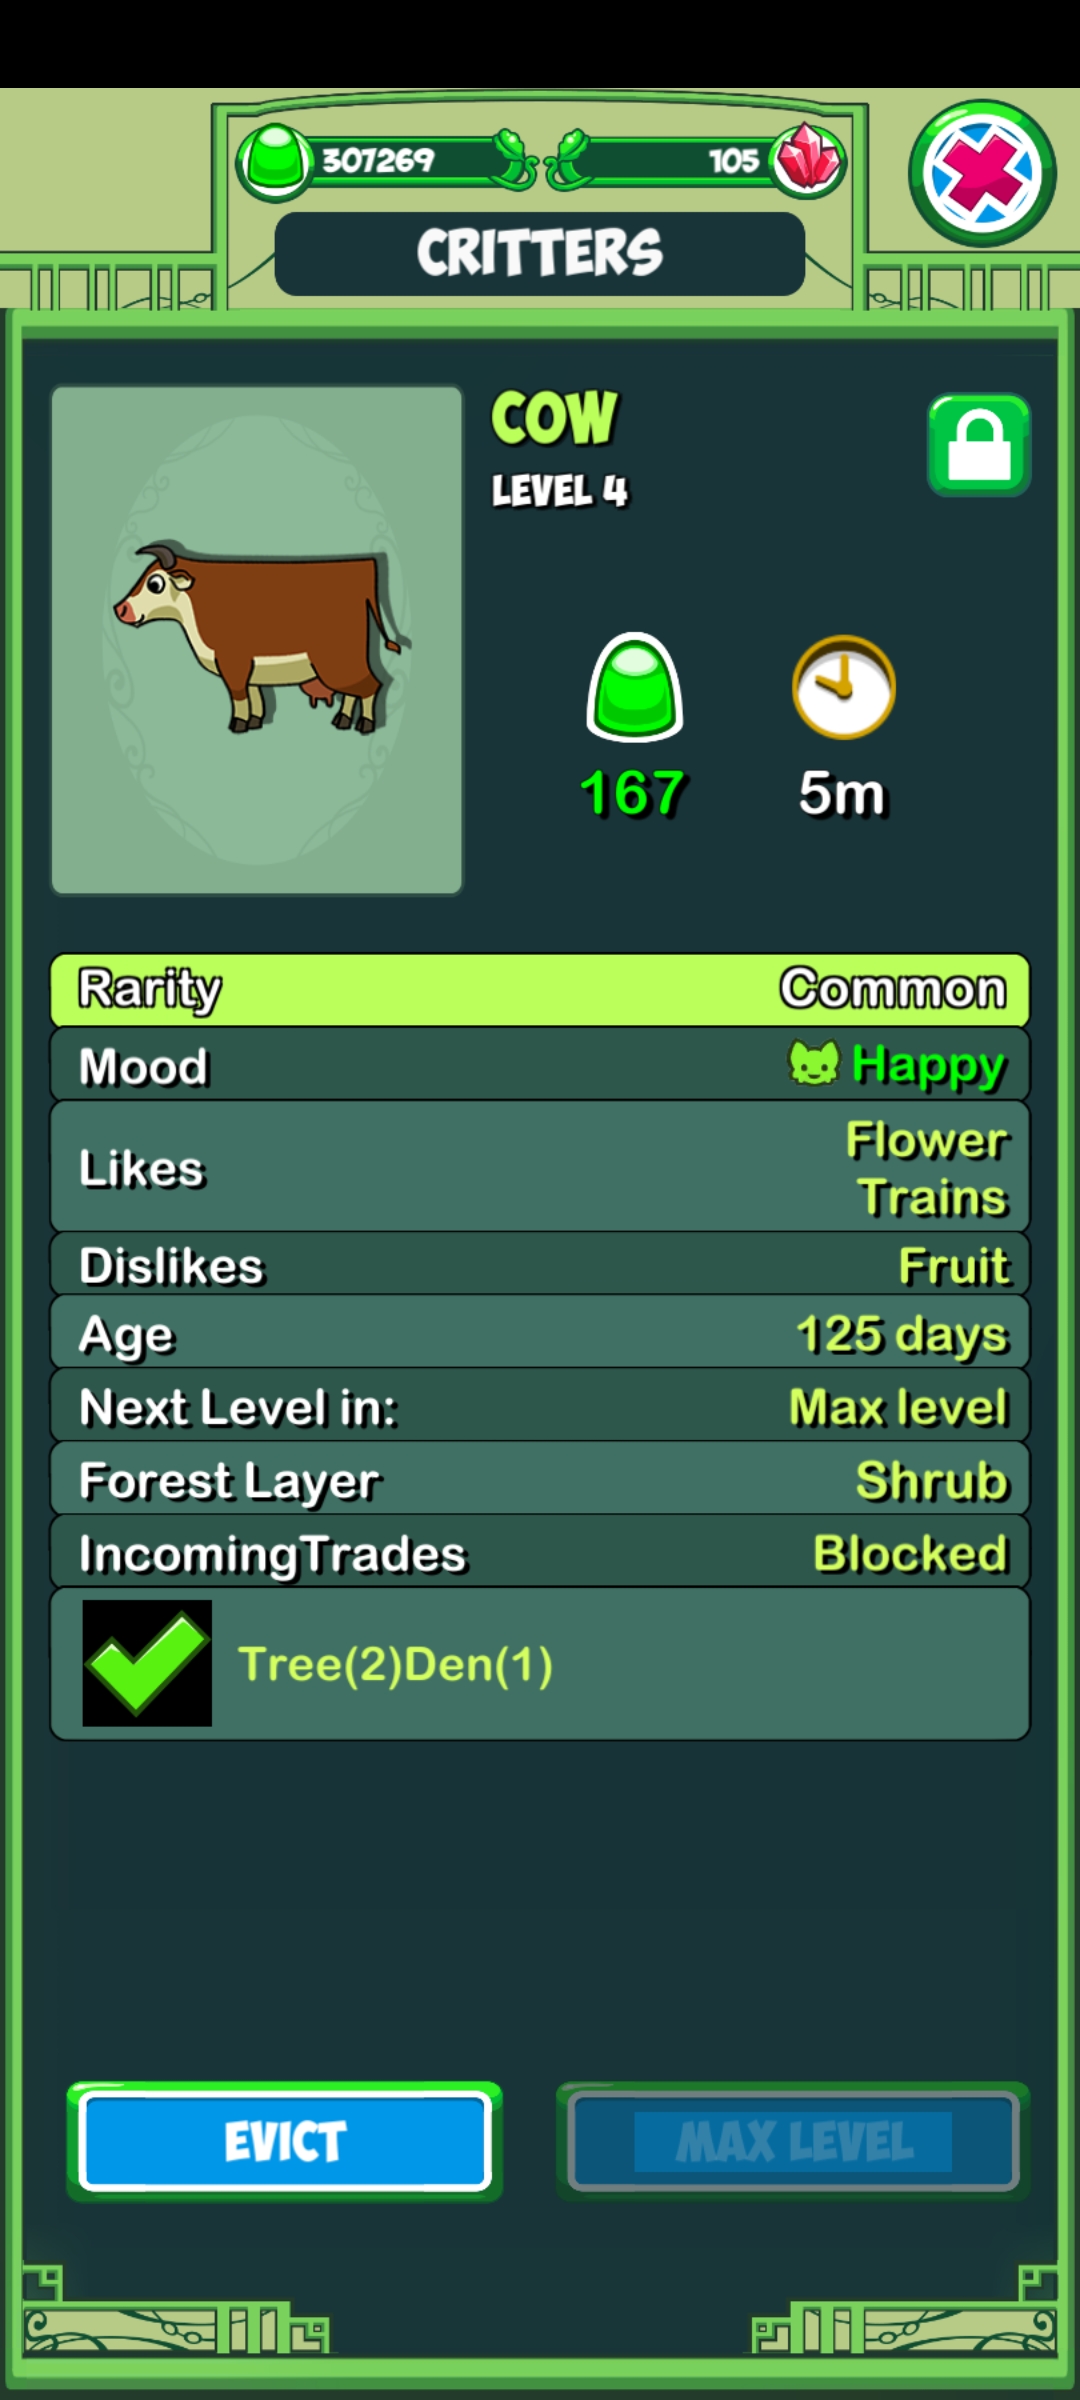 307269
105
CRITTERS
COW
LEVEL 4
167
5m
Rarity Common
Mood Happy
Likes Flower
Trains
Dislikes Fruit
Age 125 days
Next Level in: Max level
Forest Layer Shrub
IncomingTrades Blocked
Tree(2)Den(1)
EVICT
MAX LEVEL